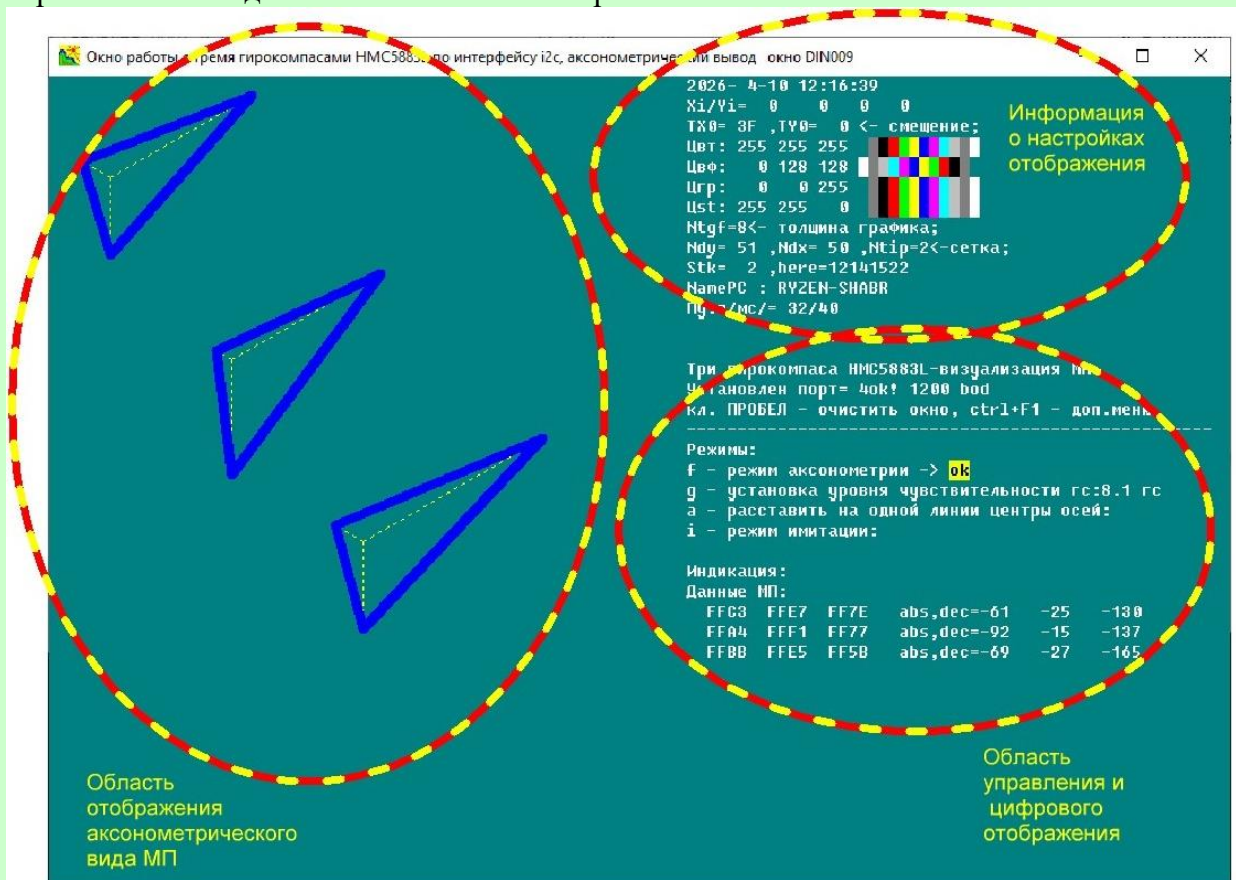 Окно работы с тремя гирокомпасами HMC5883L по интерфейсу i2c, аксонометрический вывод окно DIN009
2026- 4-10 12:16:39
Xi/Yi= 0 0 0 0
TX0= 3F ,TY0= 0 <- смещение;
Цвт: 255 255 255
Цвф: 0 128 128
Цгр: 0 0 255
Цst: 255 255 0
Ntgf=8<- толщина графика;
Ndy= 51 ,Ndx= 50 ,Ntip=2<-сетка;
Stk= 2 ,here=12141522
NamePC : RYZEN-SHABR
/мс/= 32/40
Информация
о настройках
отображения
Три гирокомпаса HMC5883L-визуализация МП
Установлен порт= 4ok! 1200 bod
кл. ПРОБЕЛ - очистить окно, ctrl+F1 - доп.меню
Режимы:
f - режим аксонометрии -> ok
g - установка уровня чувствительности гс:8.1 гс
a - расставить на одной линии центры осей:
i - режим имитации:
Индикация:
Данные МП:
FFC3 FFE7 FF7E abs,dec=-61 -25 -130
FFA4 FFF1 FF77 abs,dec=-92 -15 -137
FFBB FFE5 FF5B abs,dec=-69 -27 -165
Область
отображения
аксонометрического
вида МП
Область
управления и
цифрового
отображения